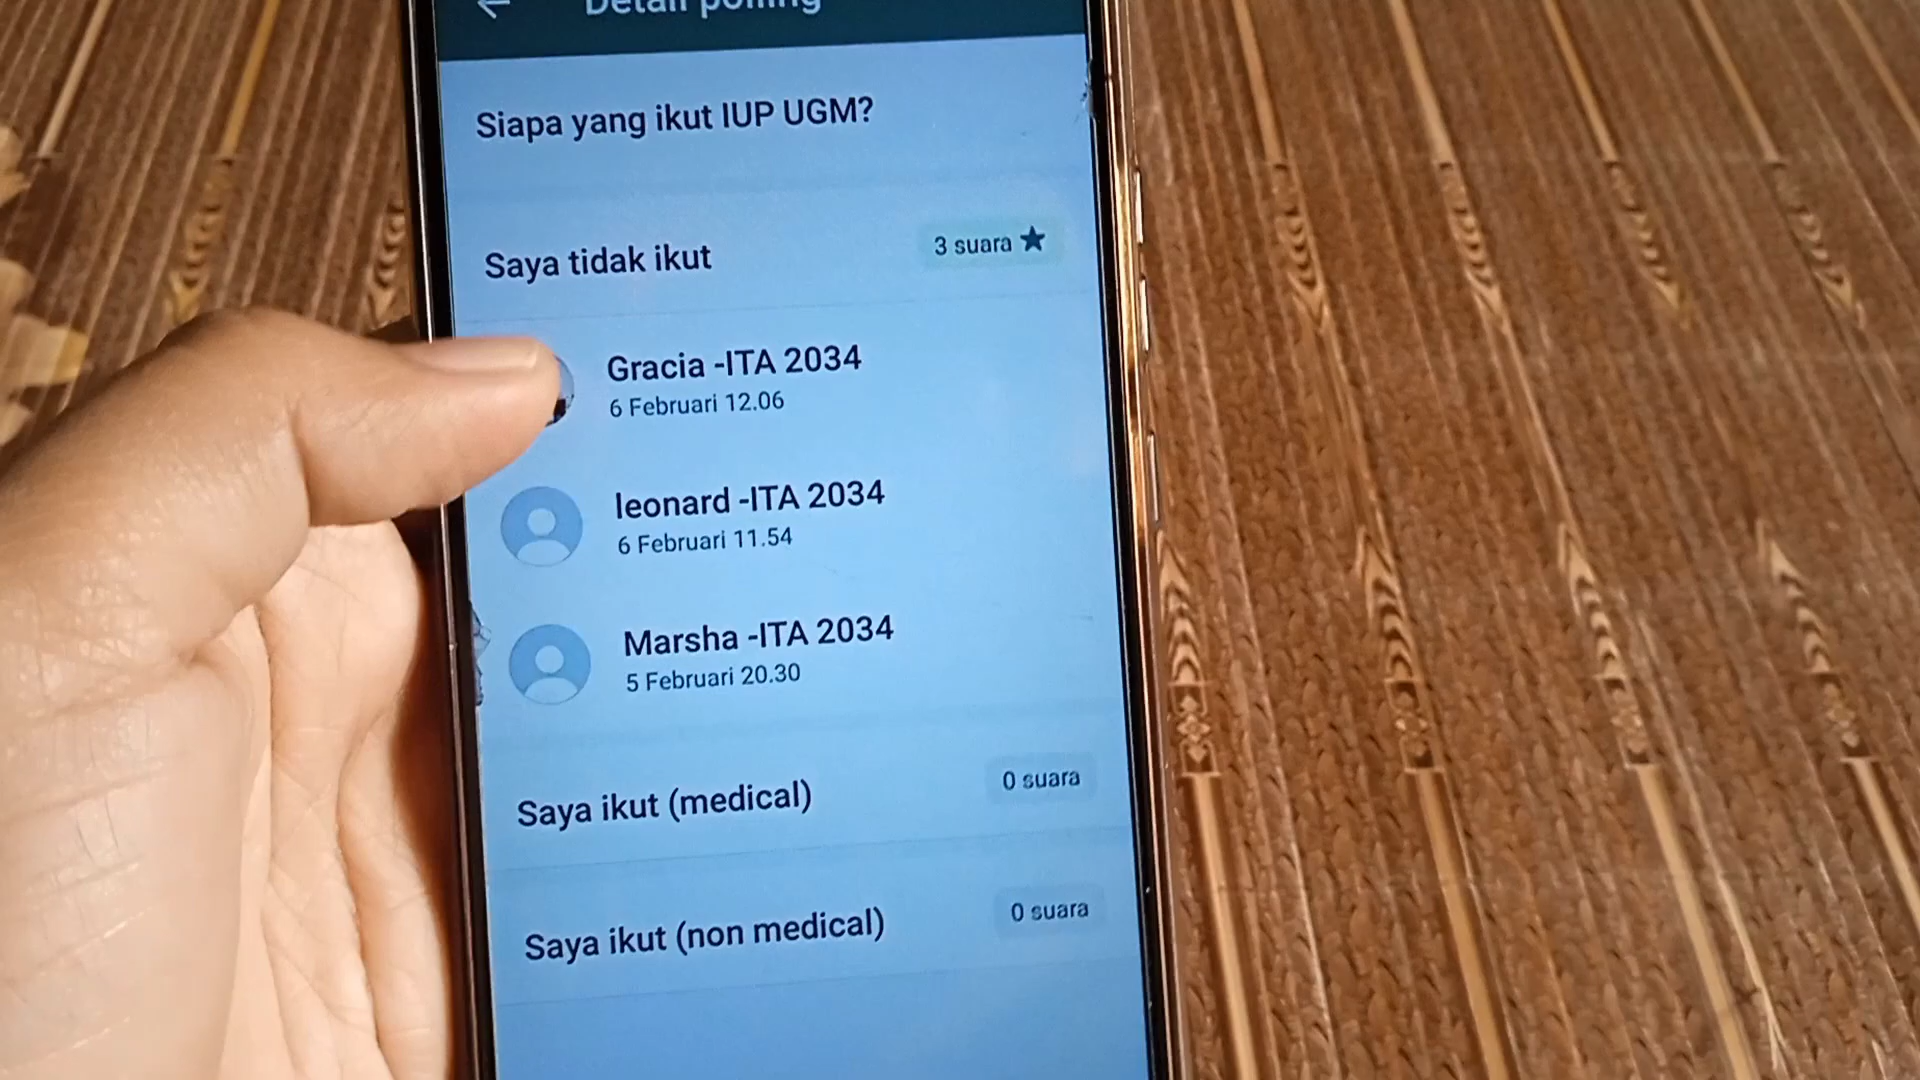 Detail polling
Siapa yang ikut IUP UGM?
Saya tidak ikut
3 suara
Gracia -ITA 2034
6 Februari 12.06
leonard -ITA 2034
6 Februari 11.54
Marsha -ITA 2034
5 Februari 20.30
Saya ikut (medical)
0 suara
Saya ikut (non medical)
0 suara